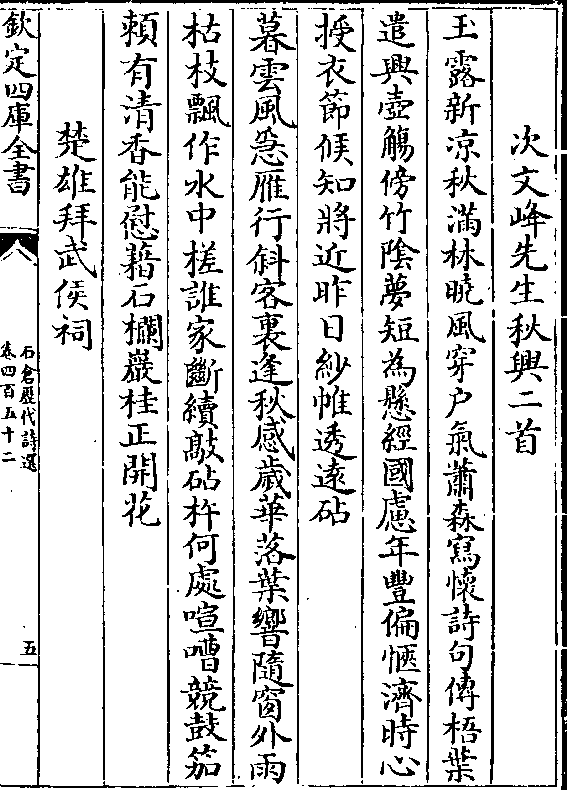 次文峰先生秋興二首
玉露新凉秋滿林曉風穿户氣蕭森寫懷詩句傳梧葉
遣興壺觴傍竹陰夢短為懸經國慮年豐偏愜濟時心
授衣節候知將近昨日紗帷透遠砧
暮雲風急雁行斜客裏逢秋感歳華落葉響隨窗外雨
枯枝飄作水中槎誰家斷續敲砧杵何處喧嘈競鼓笳
頼有清香能慰藉石欄巖桂正開花
楚雄拜武侯祠
欽定四庫全書
石倉歷代詩選
卷四百五十二
五